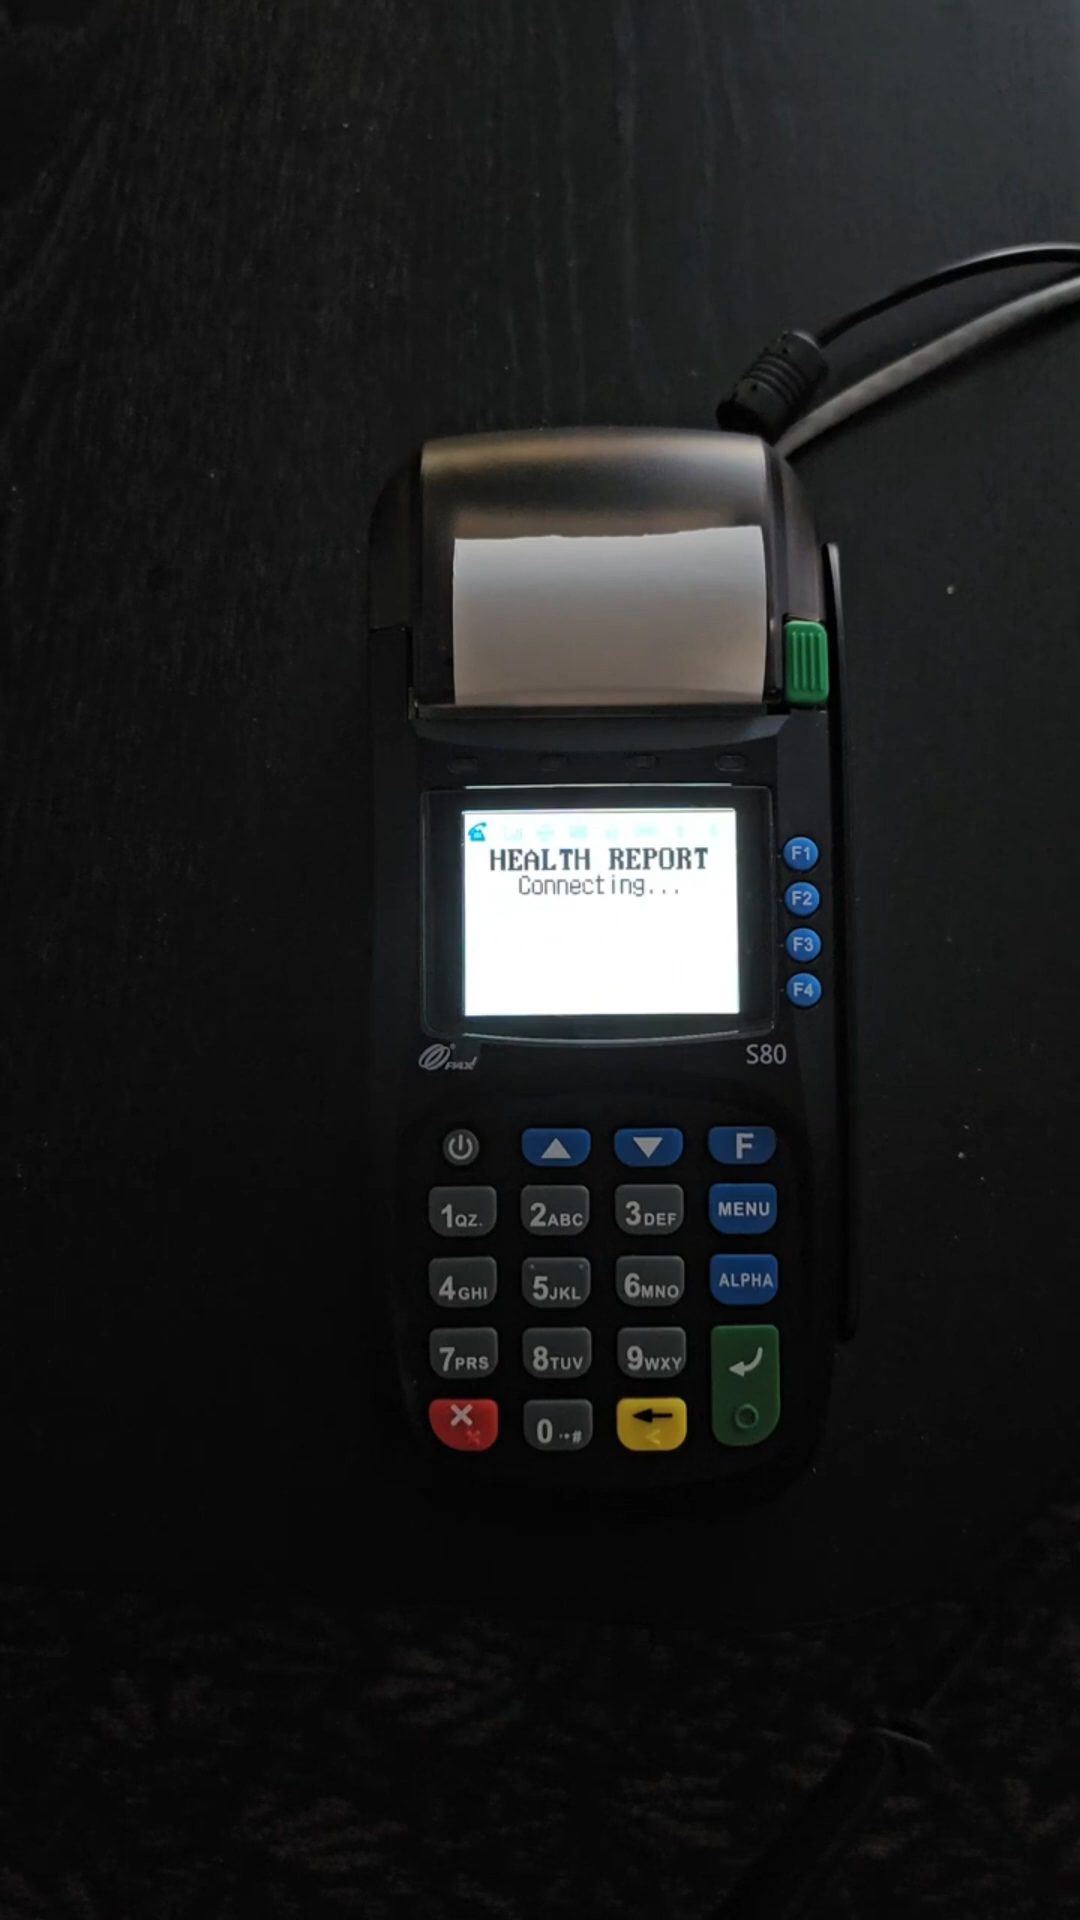 HEALTH REPORT
Connecting...
F1
F2
F3
F4
PAX
S80
F
1QZ. 2ABC 3DEF MENU
4GHI 5JKL 6MNO ALPHA
7PRS 8TUV 9WXY
0.*#